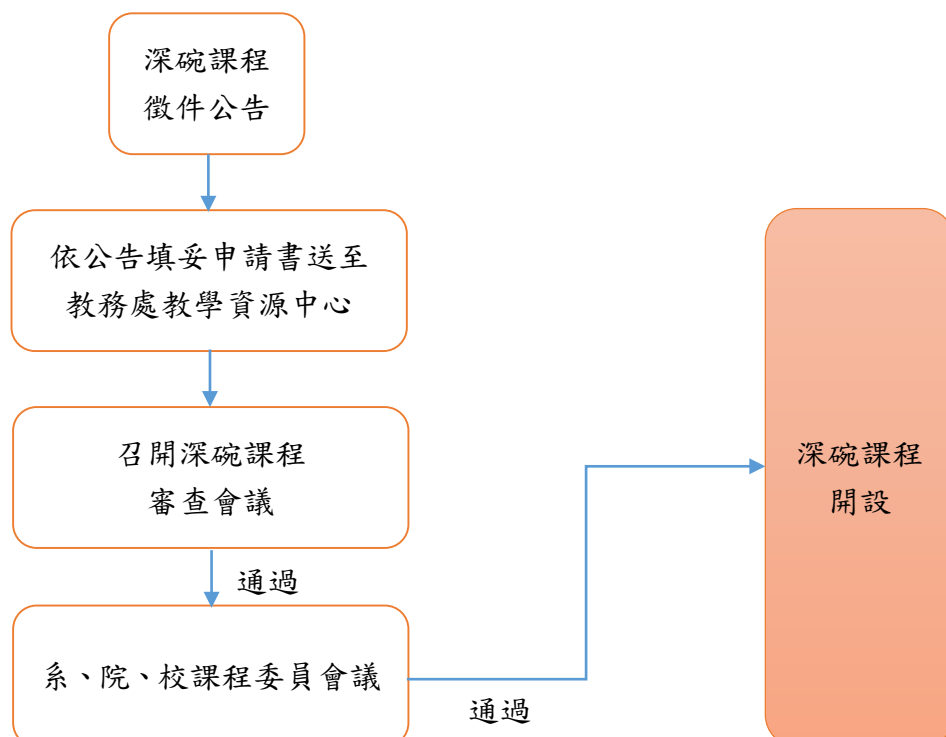 深碗課程
徵件公告
依公告填妥申請書送至
教務處教學資源中心
召開深碗課程
審查會議
通過
系、院、校課程委員會議
通過
深碗課程
開設